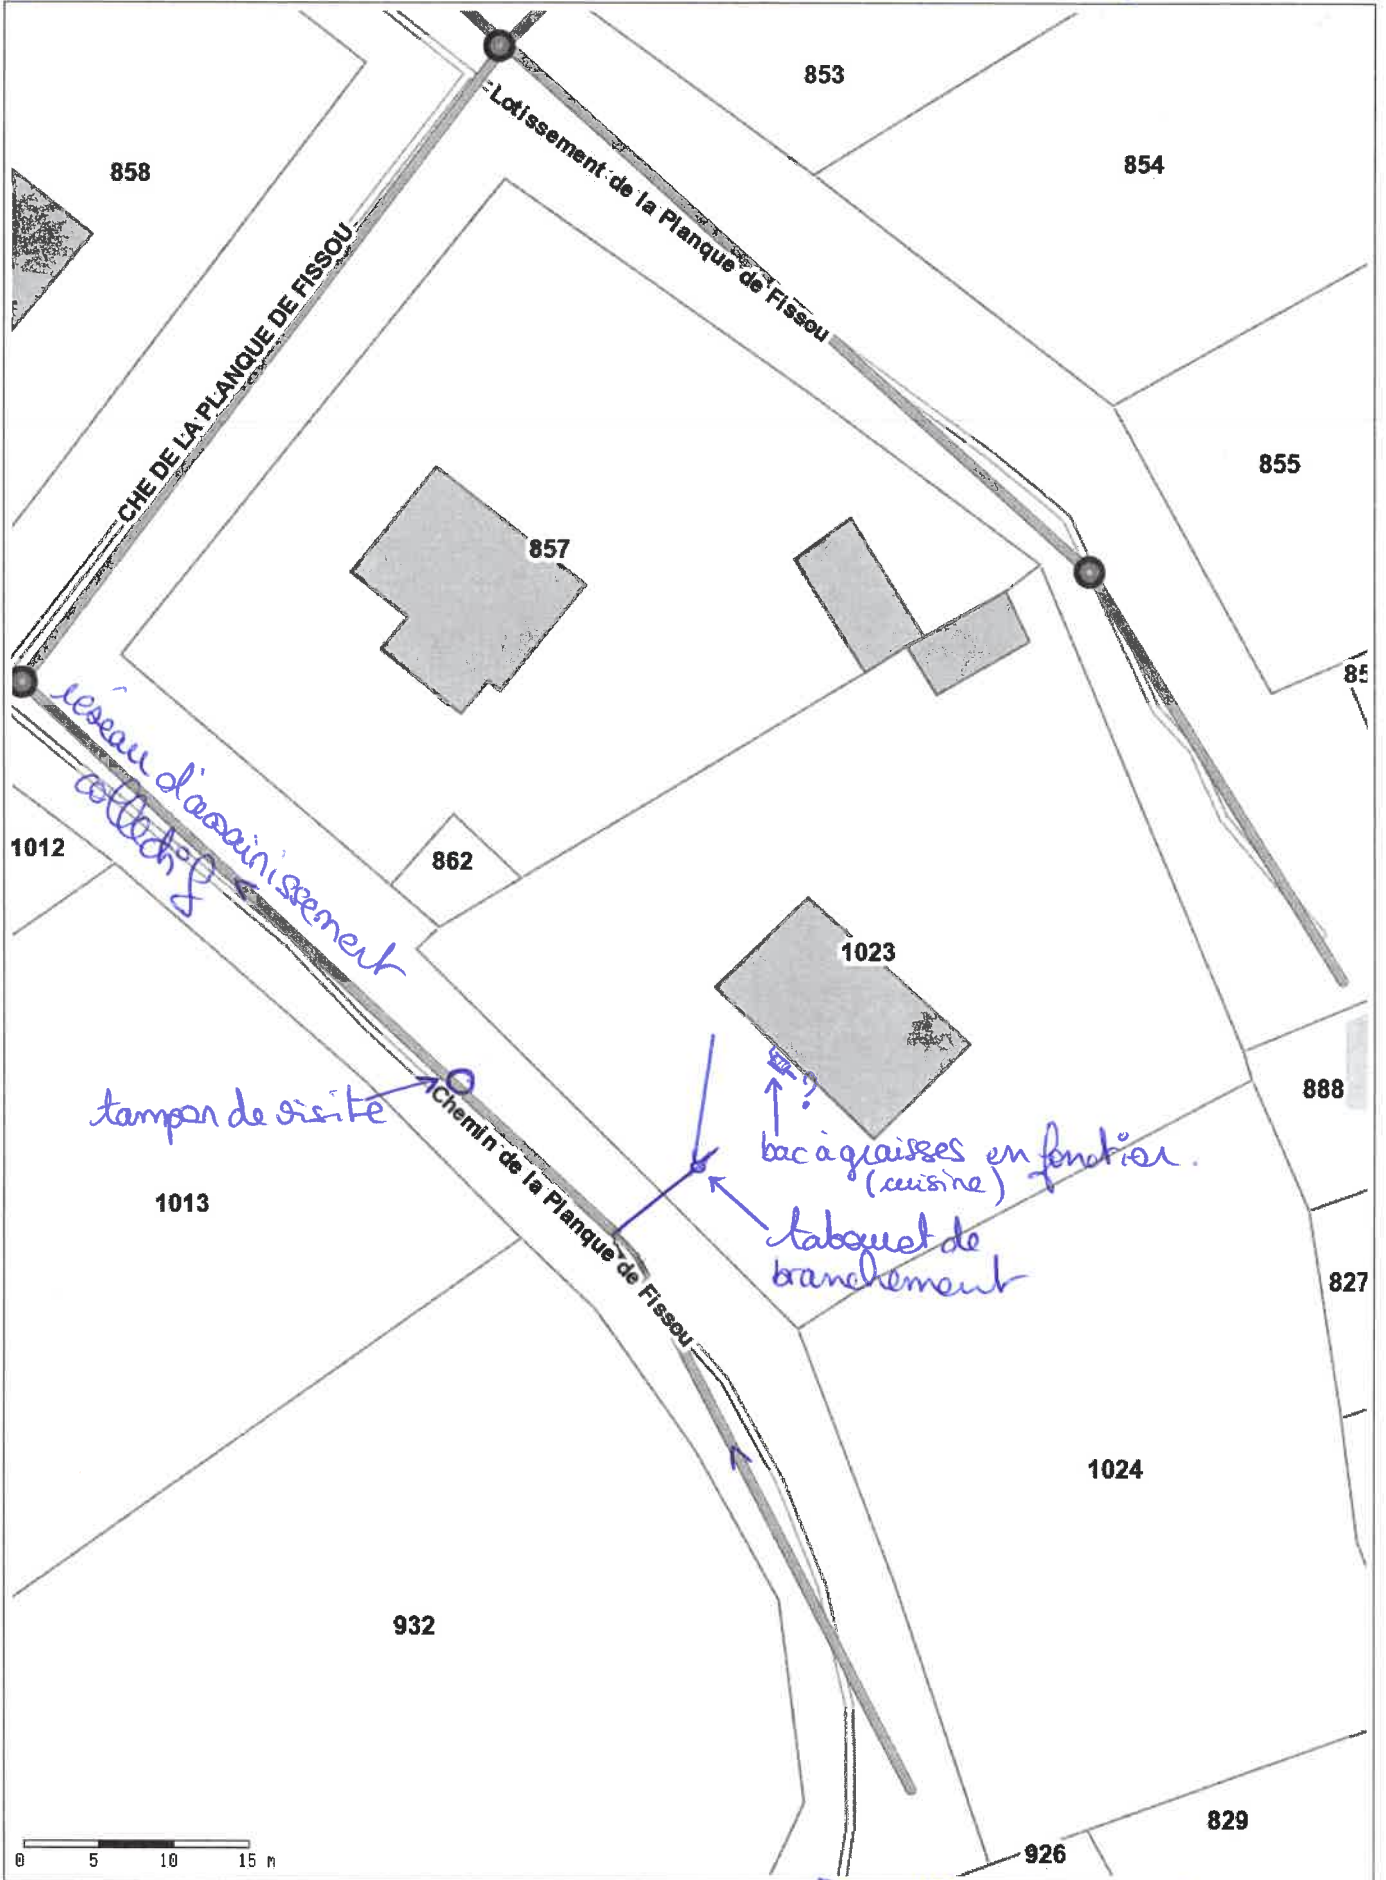 853
Lotissement de la Planque de Fissou
858
854
CHE DE LA PLANQUE DE FISSOU
855
857
réseau d'assainissement
collectif
1012
862
1023
tampon de visite
?
888
Chemin de la Planque de Fissou
bac à graisses en fonction.
(cuisine)
1013
tabouret de
branchement
827
1024
932
829
926
0 5 10 15 m